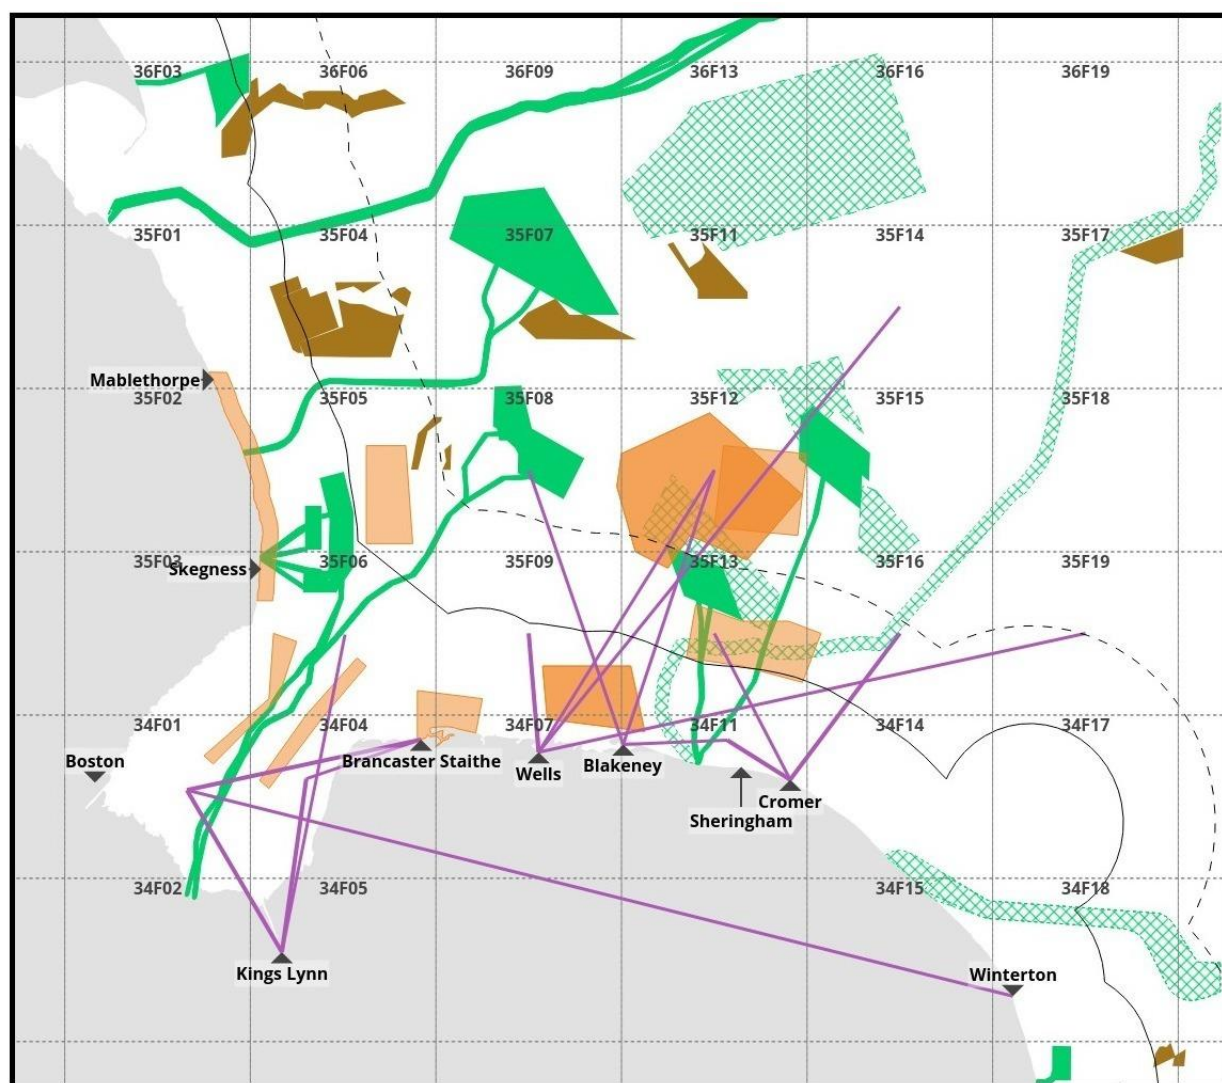 36F03 36F06 36F09 36F13 36F16 36F19
35F01 35F04 35F07 35F11 35F14 35F17
Mablethorpe
35F02 35F05 35F08 35F12 35F15 35F18
35F03 35F06 35F09 35F13 35F16 35F19
Skegness
34F01 34F04 34F07 34F11 34F14 34F17
Boston Brancaster Staithe Wells Blakeney
Cromer
Sheringham
34F02 34F05 34F15 34F18
Kings Lynn Winterton